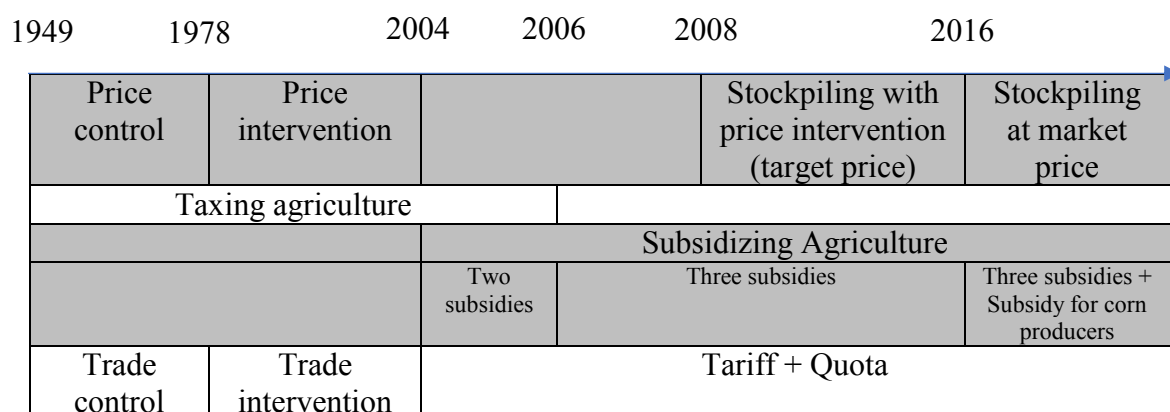 1949 1978 2004 2006 2008 2016
Price control
Price intervention
Stockpiling with price intervention (target price)
Stockpiling at market price
Taxing agriculture
Subsidizing Agriculture
Two subsidies
Three subsidies
Three subsidies + Subsidy for corn producers
Trade control
Trade intervention
Tariff + Quota